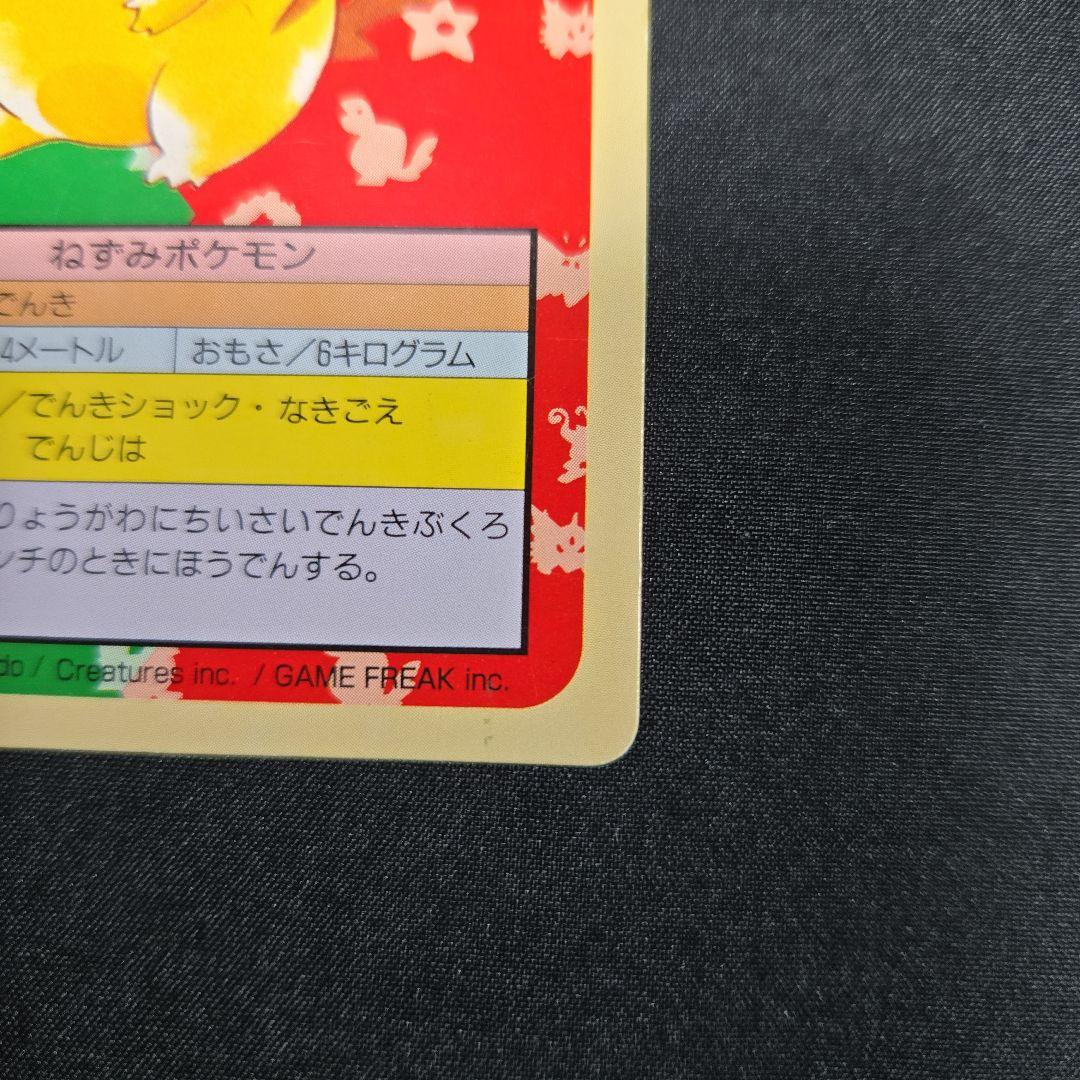 ねずみポケモン
でんき
4メートル おもさ/6キログラム
/でんきショック・なきごえ
でんじは
りょうがわにちいさいでんきぶくろ
ンチのときにほうでんする。
do / Creatures inc. / GAME FREAK inc.